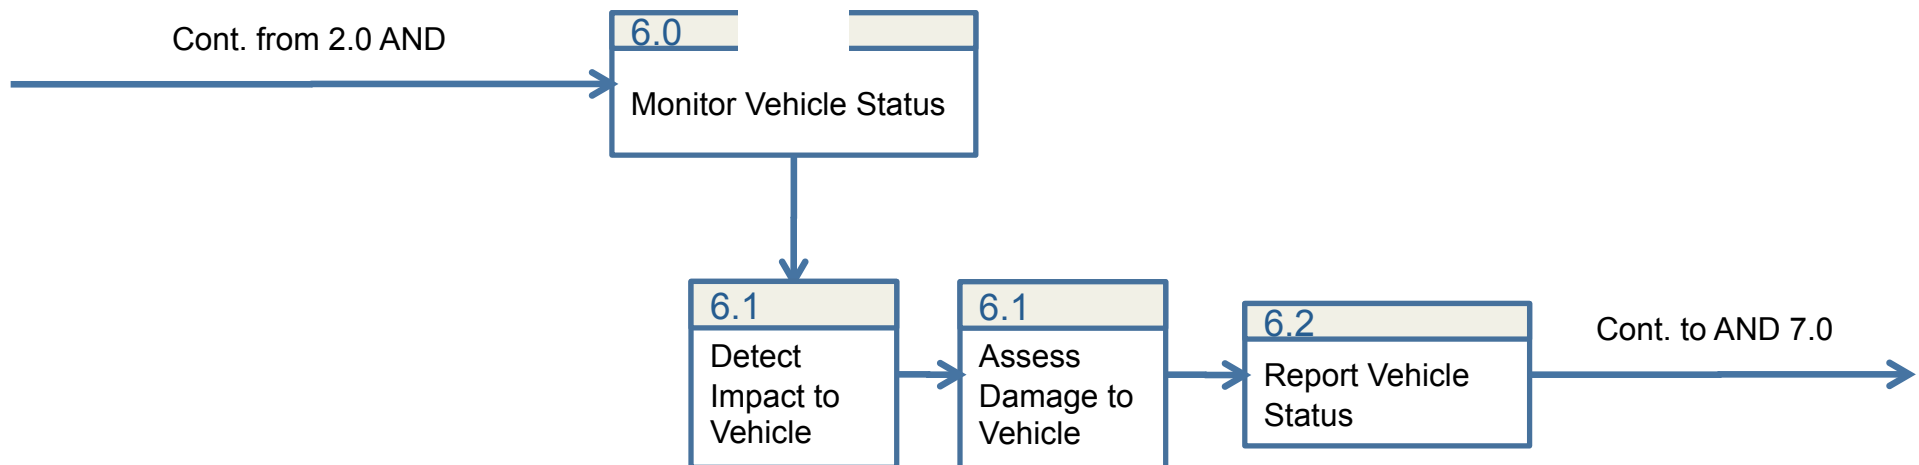 Cont. from 2.0 AND
6.0
Monitor Vehicle Status
6.1
Detect
Impact to
Vehicle
6.1
Assess
Damage to
Vehicle
6.2
Report Vehicle
Status
Cont. to AND 7.0